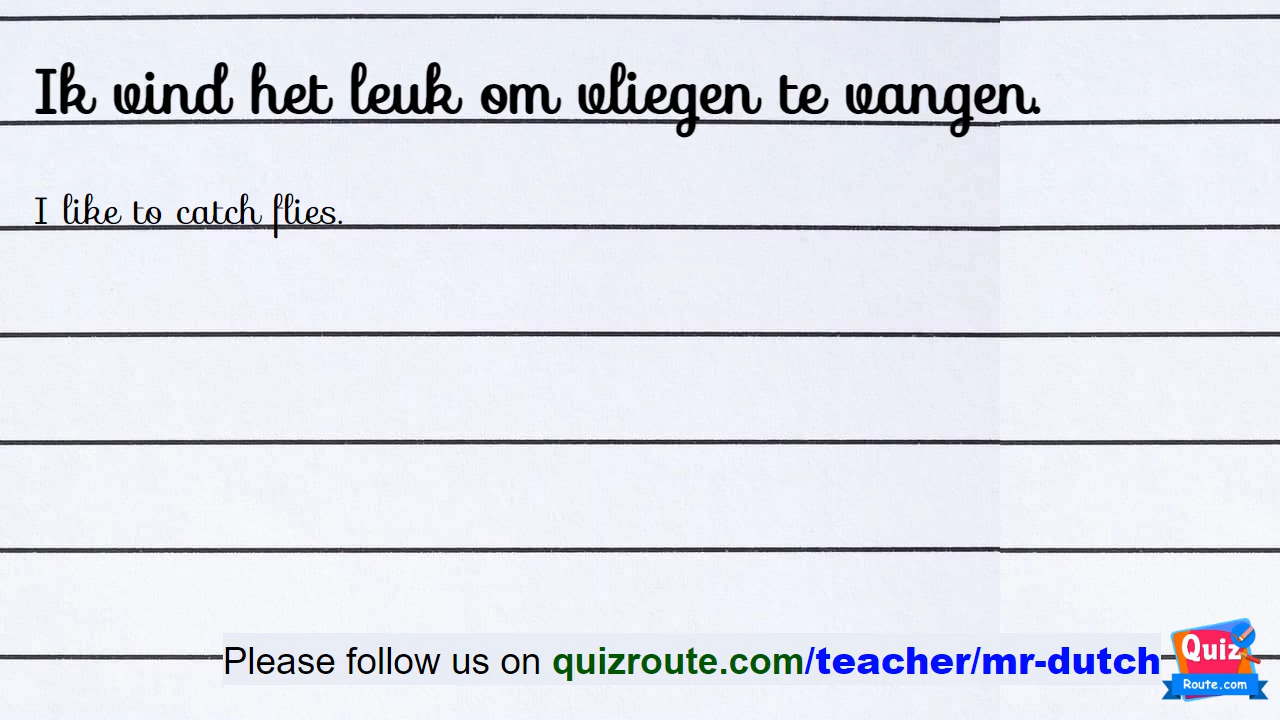 Ik vind het leuk om vliegen te vangen.
I like to catch flies.
Please follow us on quizroute.com/teacher/mr-dutch
Quiz
Route.com